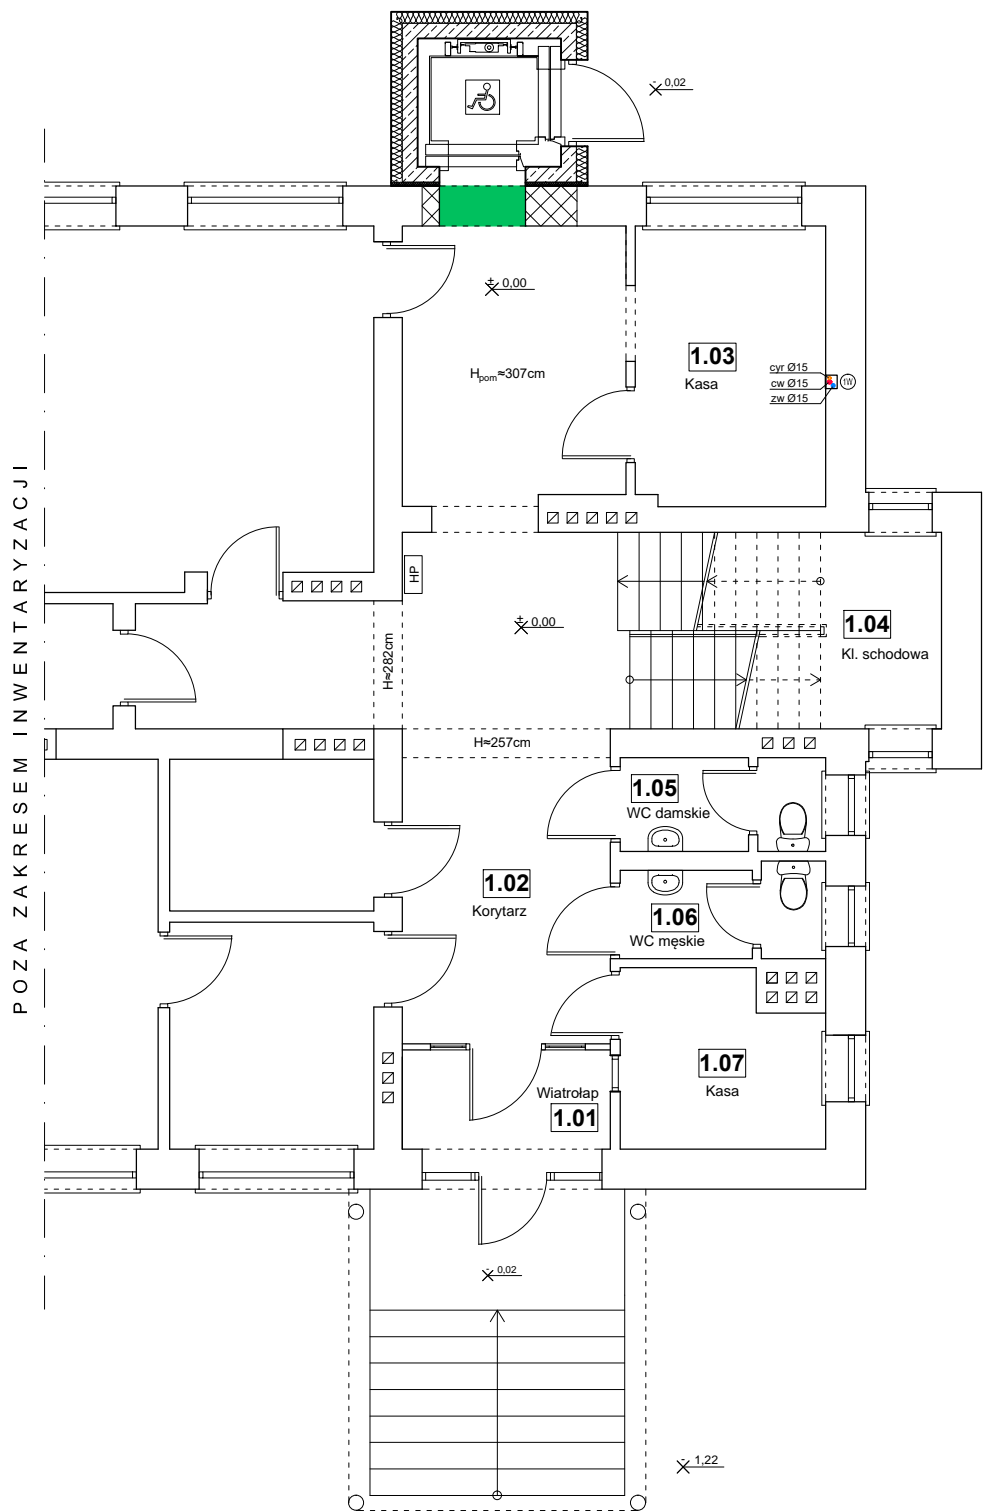 - 0,02
± 0,00
Hpom≈307cm
1.03
Kasa
cyr Ø15
cw Ø15
zw Ø15
1W
POZA ZAKRESEM INWENTARYZACJI
HP
± 0,00
H≈282cm
1.04
Kl. schodowa
H≈257cm
1.05
WC damskie
1.02
Korytarz
1.06
WC męskie
1.07
Kasa
Wiatrołap
1.01
- 0,02
- 1,22